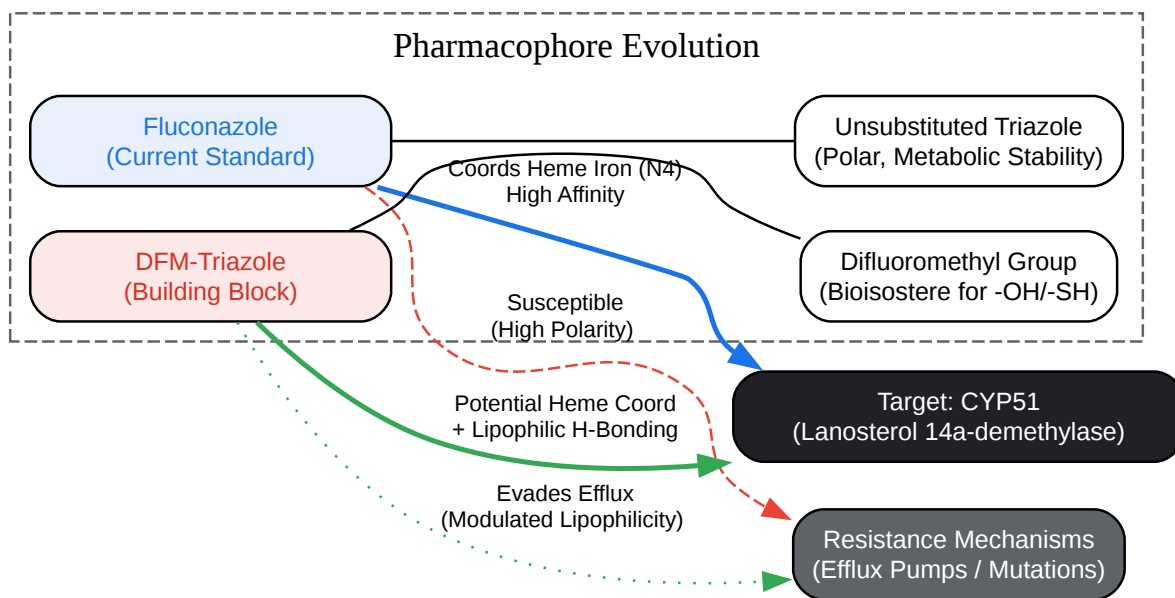 Pharmacophore Evolution
Fluconazole
(Current Standard)
Unsubstituted Triazole
(Polar, Metabolic Stability)
Coords Heme Iron (N4)
High Affinity
DFM-Triazole
(Building Block)
Difluoromethyl Group
(Bioisostere for -OH/-SH)
Susceptible
(High Polarity)
Target: CYP51
(Lanosterol 14a-demethylase)
Potential Heme Coord
+ Lipophilic H-Bonding
Evades Efflux
(Modulated Lipophilicity)
Resistance Mechanisms
(Efflux Pumps / Mutations)